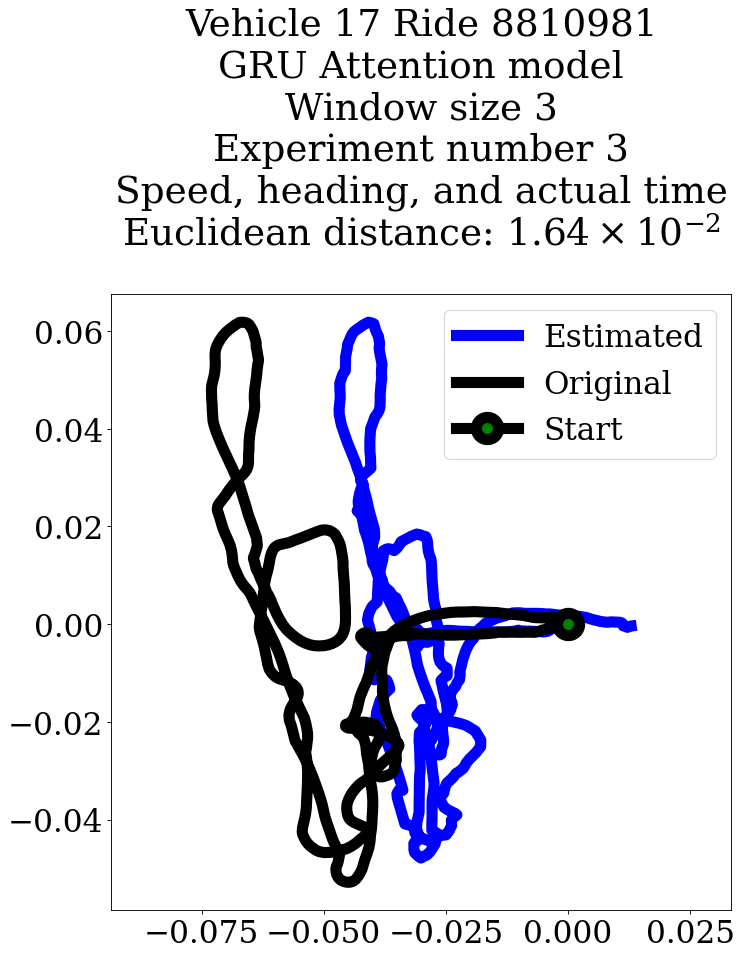 Vehicle 17 Ride 8810981
GRU Attention model
Window size 3
Experiment number 3
Speed, heading, and actual time
Euclidean distance: 1.64 × 10⁻²
Estimated
Original
Start
0.06
0.04
0.02
0.00
−0.02
−0.04
−0.075 −0.050 −0.025 0.000 0.025